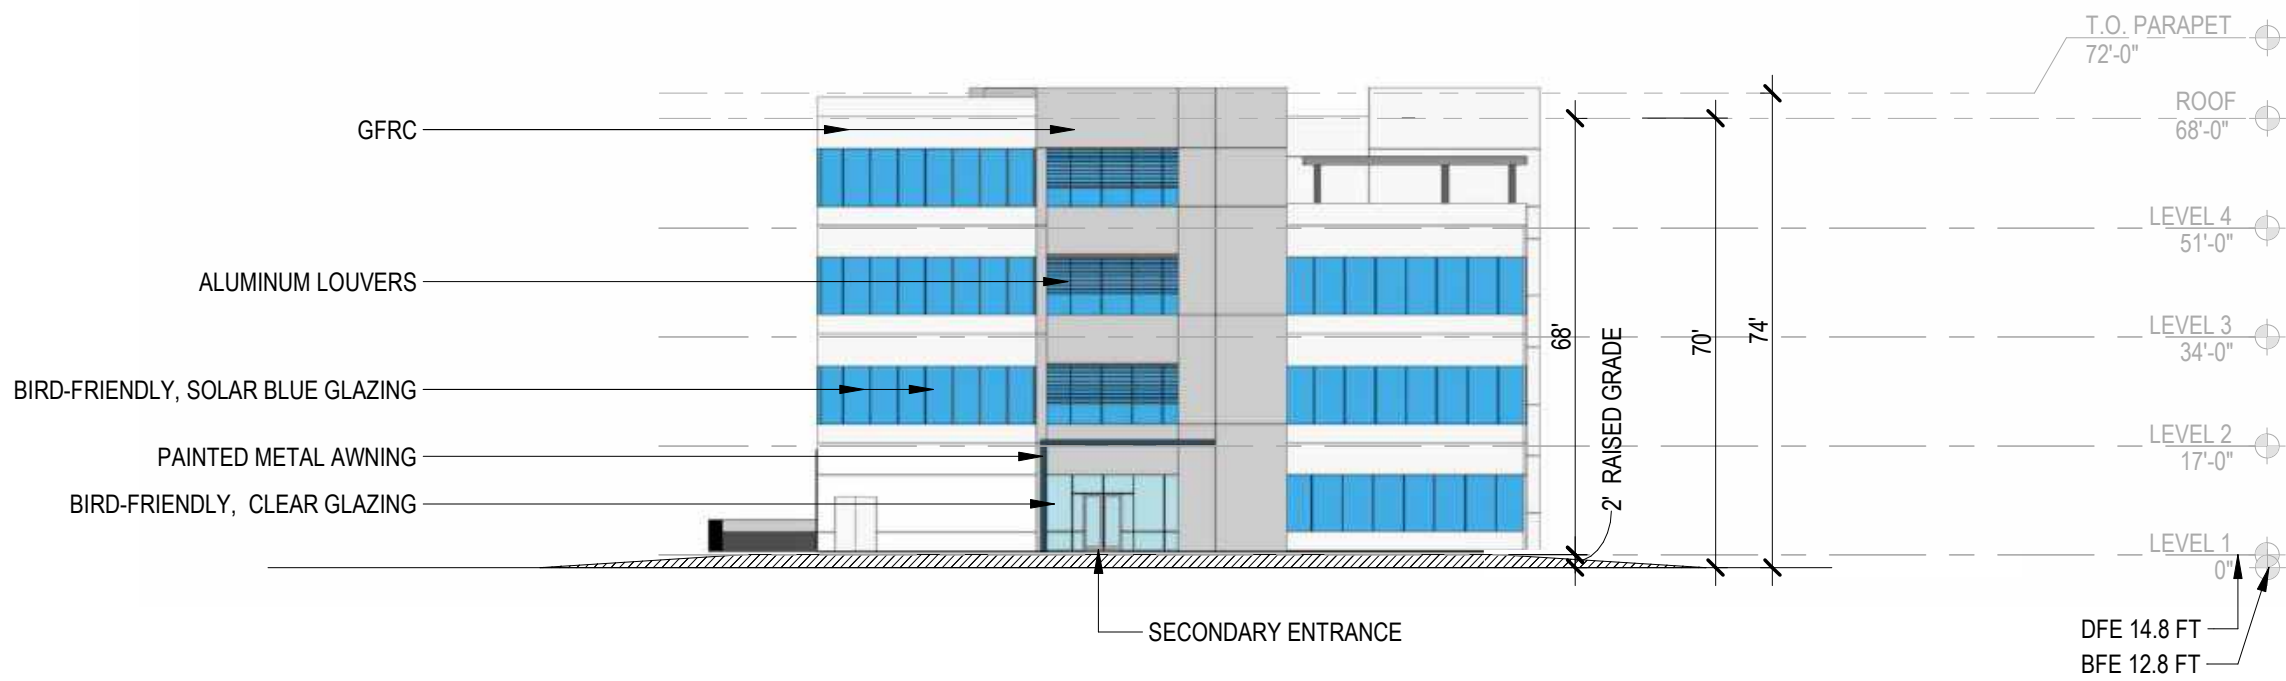 T.O. PARAPET
72'-0"
ROOF
68'-0"
GFRC
LEVEL 4
51'-0"
ALUMINUM LOUVERS
LEVEL 3
34'-0"
68'
2' RAISED GRADE
70'
74'
BIRD-FRIENDLY, SOLAR BLUE GLAZING
LEVEL 2
17'-0"
PAINTED METAL AWNING
BIRD-FRIENDLY, CLEAR GLAZING
LEVEL 1
0"
SECONDARY ENTRANCE
DFE 14.8 FT
BFE 12.8 FT